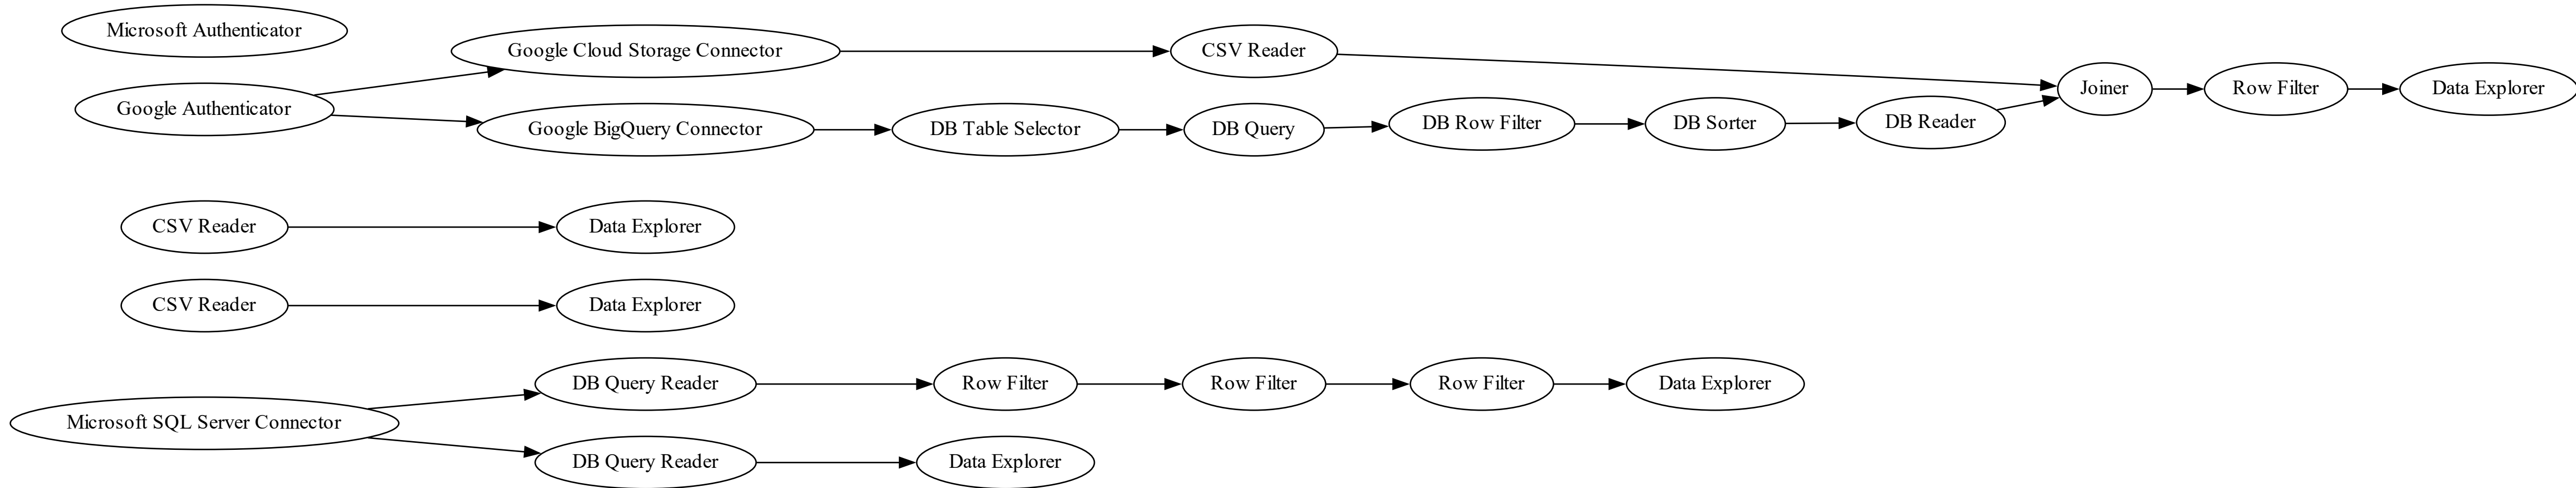 Microsoft Authenticator
Google Cloud Storage Connector
CSV Reader
Google Authenticator
Joiner
Row Filter
Data Explorer
Google BigQuery Connector
DB Table Selector
DB Query
DB Row Filter
DB Sorter
DB Reader
CSV Reader
Data Explorer
CSV Reader
Data Explorer
Microsoft SQL Server Connector
DB Query Reader
Row Filter
Row Filter
Row Filter
Data Explorer
DB Query Reader
Data Explorer